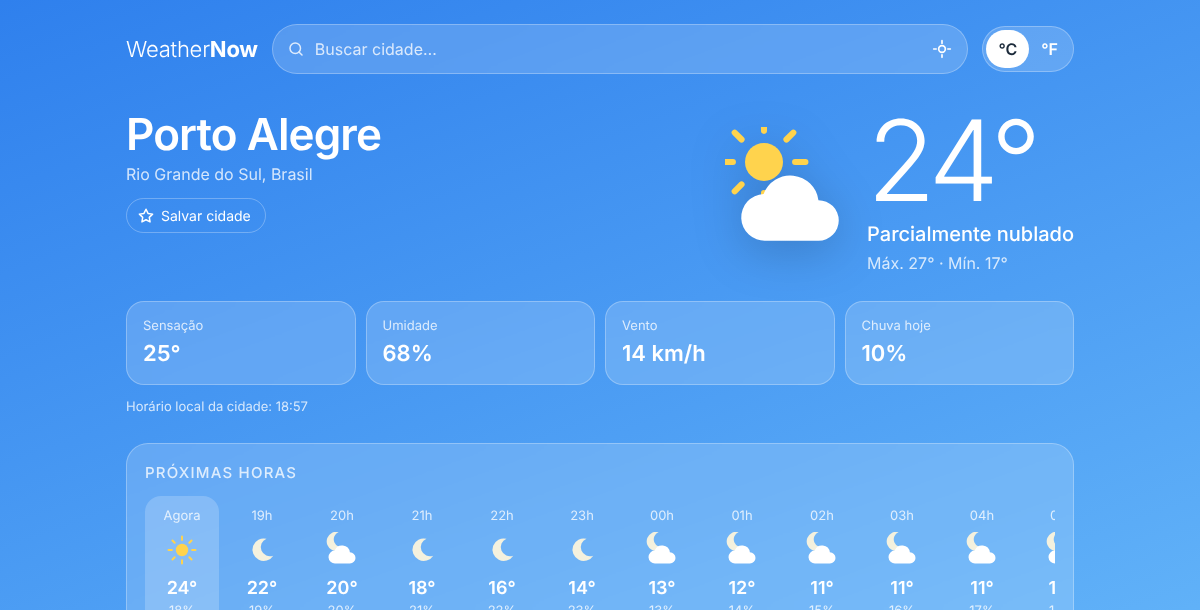 WeatherNow
Buscar cidade...
°C °F
Porto Alegre
Rio Grande do Sul, Brasil
Salvar cidade
24°
Parcialmente nublado
Máx. 27° · Mín. 17°
Sensação
25°
Umidade
68%
Vento
14 km/h
Chuva hoje
10%
Horário local da cidade: 18:57
PRÓXIMAS HORAS
Agora 19h 20h 21h 22h 23h 00h 01h 02h 03h 04h
24° 22° 20° 18° 16° 14° 13° 12° 11° 11° 11°